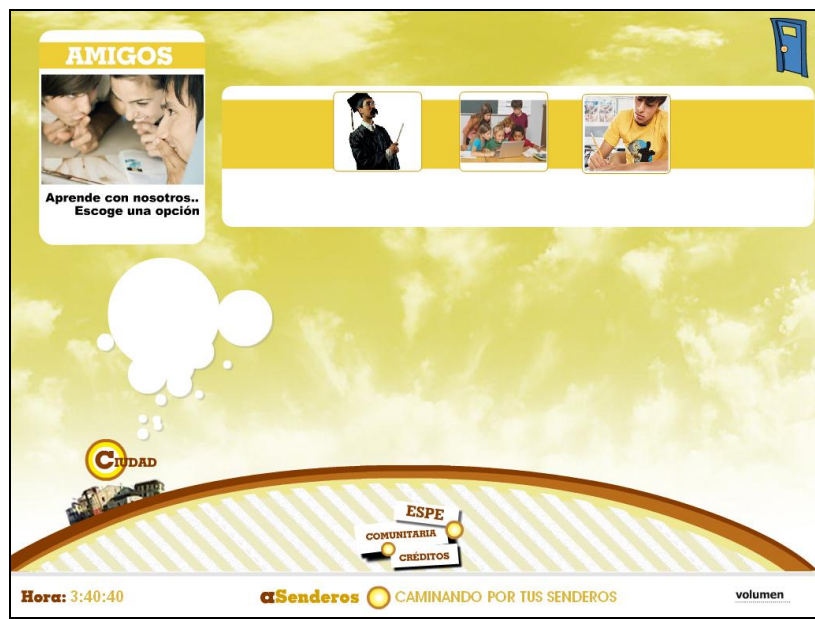 AMIGOS
Aprende con nosotros..
Escoge una opción
CIUDAD
ESPE
COMUNITARIA
CRÉDITOS
Hora: 3:40:40
aSenderos
CAMINANDO POR TUS SENDEROS
volumen